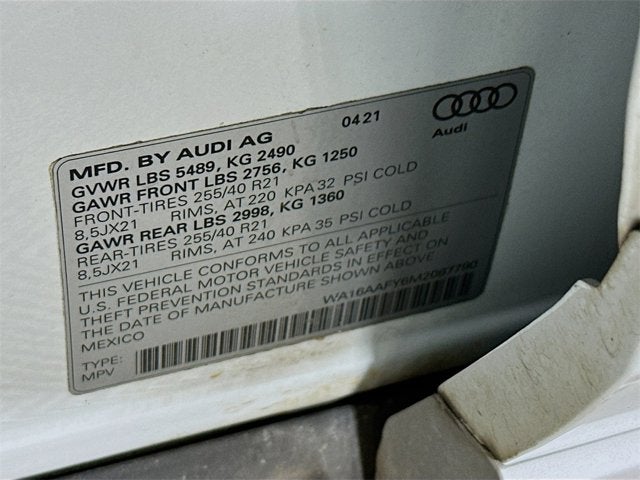 MFD. BY AUDI AG 04 21
Audi
GVWR LBS 5489, KG 2490
GAWR FRONT LBS 2756, KG 1250
FRONT-TIRES 255/40 R21
8,5JX21 RIMS, AT 220 KPA 32 PSI COLD
GAWR REAR LBS 2998, KG 1360
REAR-TIRES 255/40 R21
8,5JX21 RIMS, AT 240 KPA 35 PSI COLD
THIS VEHICLE CONFORMS TO ALL APPLICABLE
U.S. FEDERAL MOTOR VEHICLE SAFETY AND
THEFT PREVENTION STANDARDS IN EFFECT ON
THE DATE OF MANUFACTURE SHOWN ABOVE
MEXICO WA16AAFY6M2067790
TYPE:
MPV